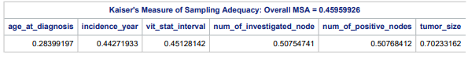 Kaiser's Measure of Sampling Adequacy: Overall MSA = 0.45959926
age_at_diagnosis incidence_year vit_stat_interval num_of_investigated_node num_of_positive_nodes tumor_size
0.28399197 0.44271933 0.45128142 0.50754741 0.50768412 0.70233162